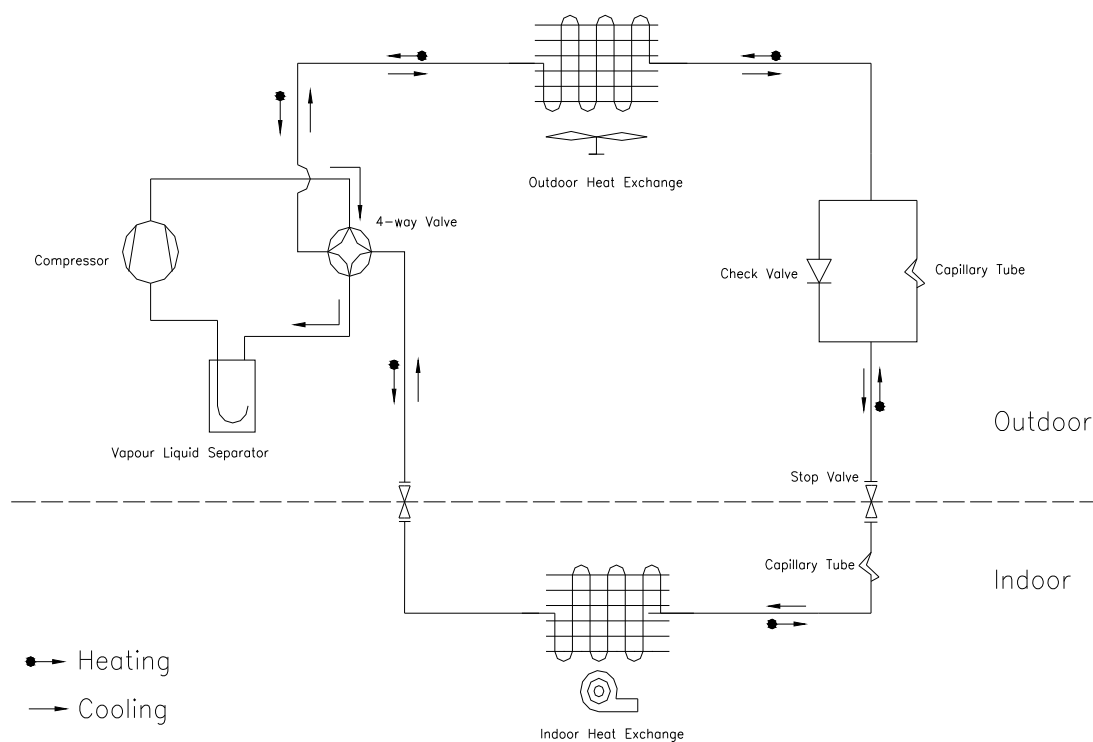 Outdoor Heat Exchange
4-way Valve
Compressor
Check Valve
Capillary Tube
Outdoor
Vapour Liquid Separator
Stop Valve
Capillary Tube
Indoor
Heating
Cooling
Indoor Heat Exchange